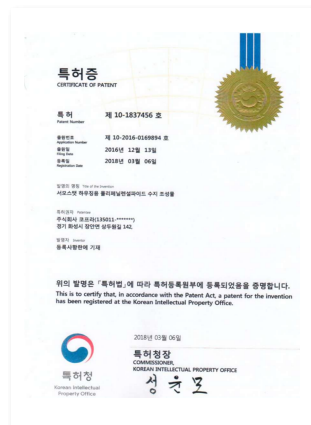 특허증
CERTIFICATE OF PATENT
특 허 제 10-1837456 호
Patent Number
출원번호 제 10-2016-0169894 호
Application Number
출원일 2016년 12월 13일
Filing Date
등록일 2018년 03월 06일
Registration Date
발명의 명칭 Title of the Invention
서모스탯 하우징용 폴리페닐렌설파이드 수지 조성물
특허권자 Patentee
주식회사 코프라(135011-*******)
경기 화성시 장안면 상두원길 142
발명자 Inventor
등록사항란에 기재
위의 발명은 「특허법」에 따라 특허등록원부에 등록되었음을 증명합니다.
This is to certify that, in accordance with the Patent Act, a patent for the invention
has been registered at the Korean Intellectual Property Office.
2018년 03월 06일
특허청장
COMMISSIONER,
KOREAN INTELLECTUAL PROPERTY OFFICE
성윤모
특허청
Korean Intellectual
Property Office